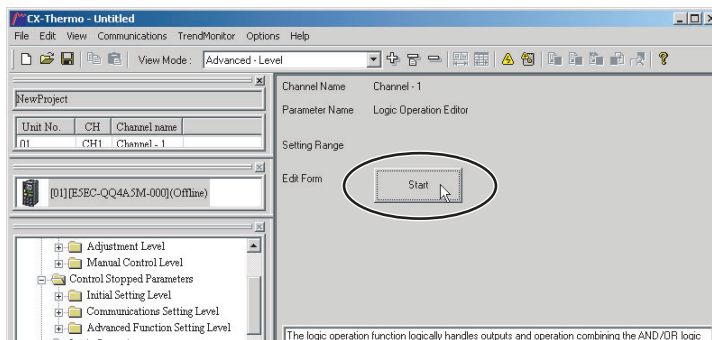 CX-Thermo - Untitled
File Edit View Communications TrendMonitor Options Help
View Mode : Advanced - Level
NewProject
Unit No. CH Channel name
01 CH1 Channel - 1
[01][E5EC-QQ4A5M-000](Offline)
Adjustment Level
Manual Control Level
Control Stopped Parameters
Initial Setting Level
Communications Setting Level
Advanced Function Setting Level
Channel Name Channel - 1
Parameter Name Logic Operation Editor
Setting Range
Edit Form Start
The logic operation function logically handles outputs and operation combining the AND/OR logic